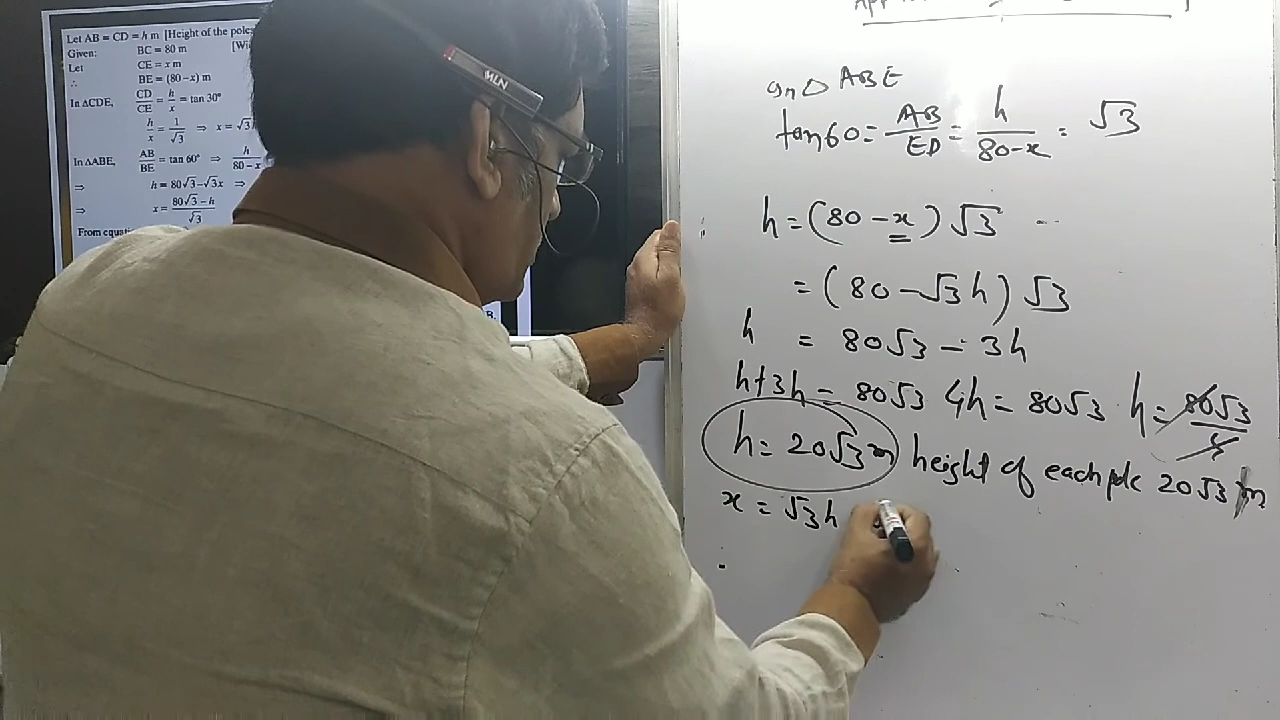 Let AB = CD = h m [Height of the poles
Given: BC = 80 m
Let CE = x m
∴ BE = (80–x) m
In ΔCDE, CD/CE = h/x = tan 30°
h/x = 1/√3 ⇒ x = √3
In ΔABE, AB/BE = tan 60° ⇒ h/80–x
⇒ h = 80√3–√3x ⇒
⇒ x = 80√3–h/√3
From equati
MLN
In Δ ABE
tan60 = AB/ED = h/80-x = √3
h = (80 - x) √3
= (80 - √3 h) √3
h = 80√3 - 3h
h+3h = 80√3 4h = 80√3 h = 80√3/4
h = 20√3 m height of each pole 20√3 m
x = √3 h